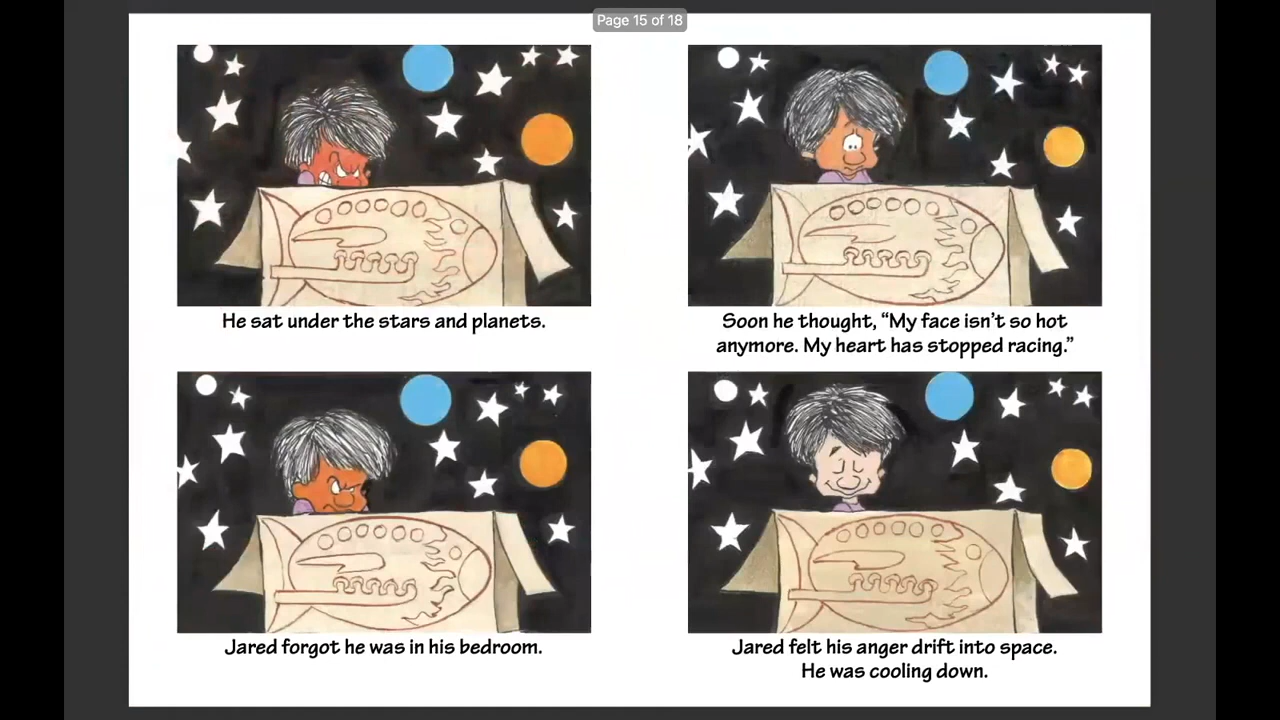 Page 15 of 18
He sat under the stars and planets.
Soon he thought, “My face isn’t so hot
anymore. My heart has stopped racing.”
Jared forgot he was in his bedroom.
Jared felt his anger drift into space.
He was cooling down.